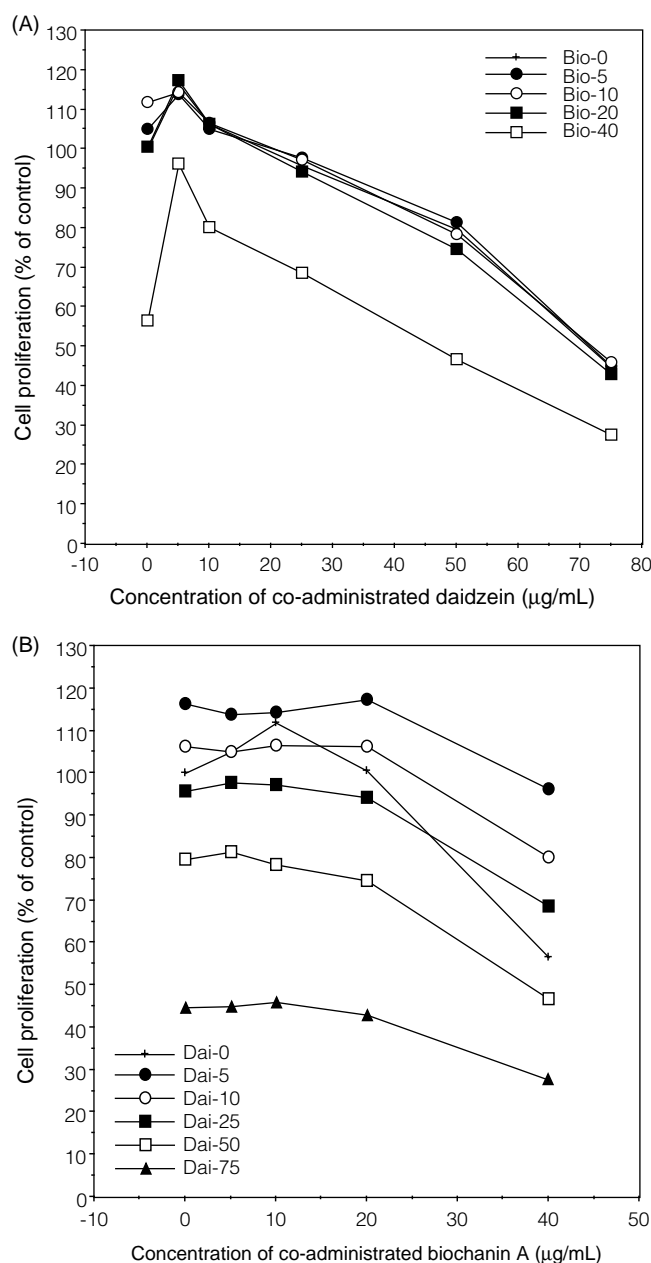 (A)
130
120
110
100
90
80
70
60
50
40
30
20
10
0
Cell proliferation (% of control)
Bio-0
Bio-5
Bio-10
Bio-20
Bio-40
-10 0 10 20 30 40 50 60 70 80
Concentration of co-administrated daidzein (μg/mL)
(B)
130
120
110
100
90
80
70
60
50
40
30
20
10
0
Cell proliferation (% of control)
Dai-0
Dai-5
Dai-10
Dai-25
Dai-50
Dai-75
-10 0 10 20 30 40 50
Concentration of co-administrated biochanin A (μg/mL)